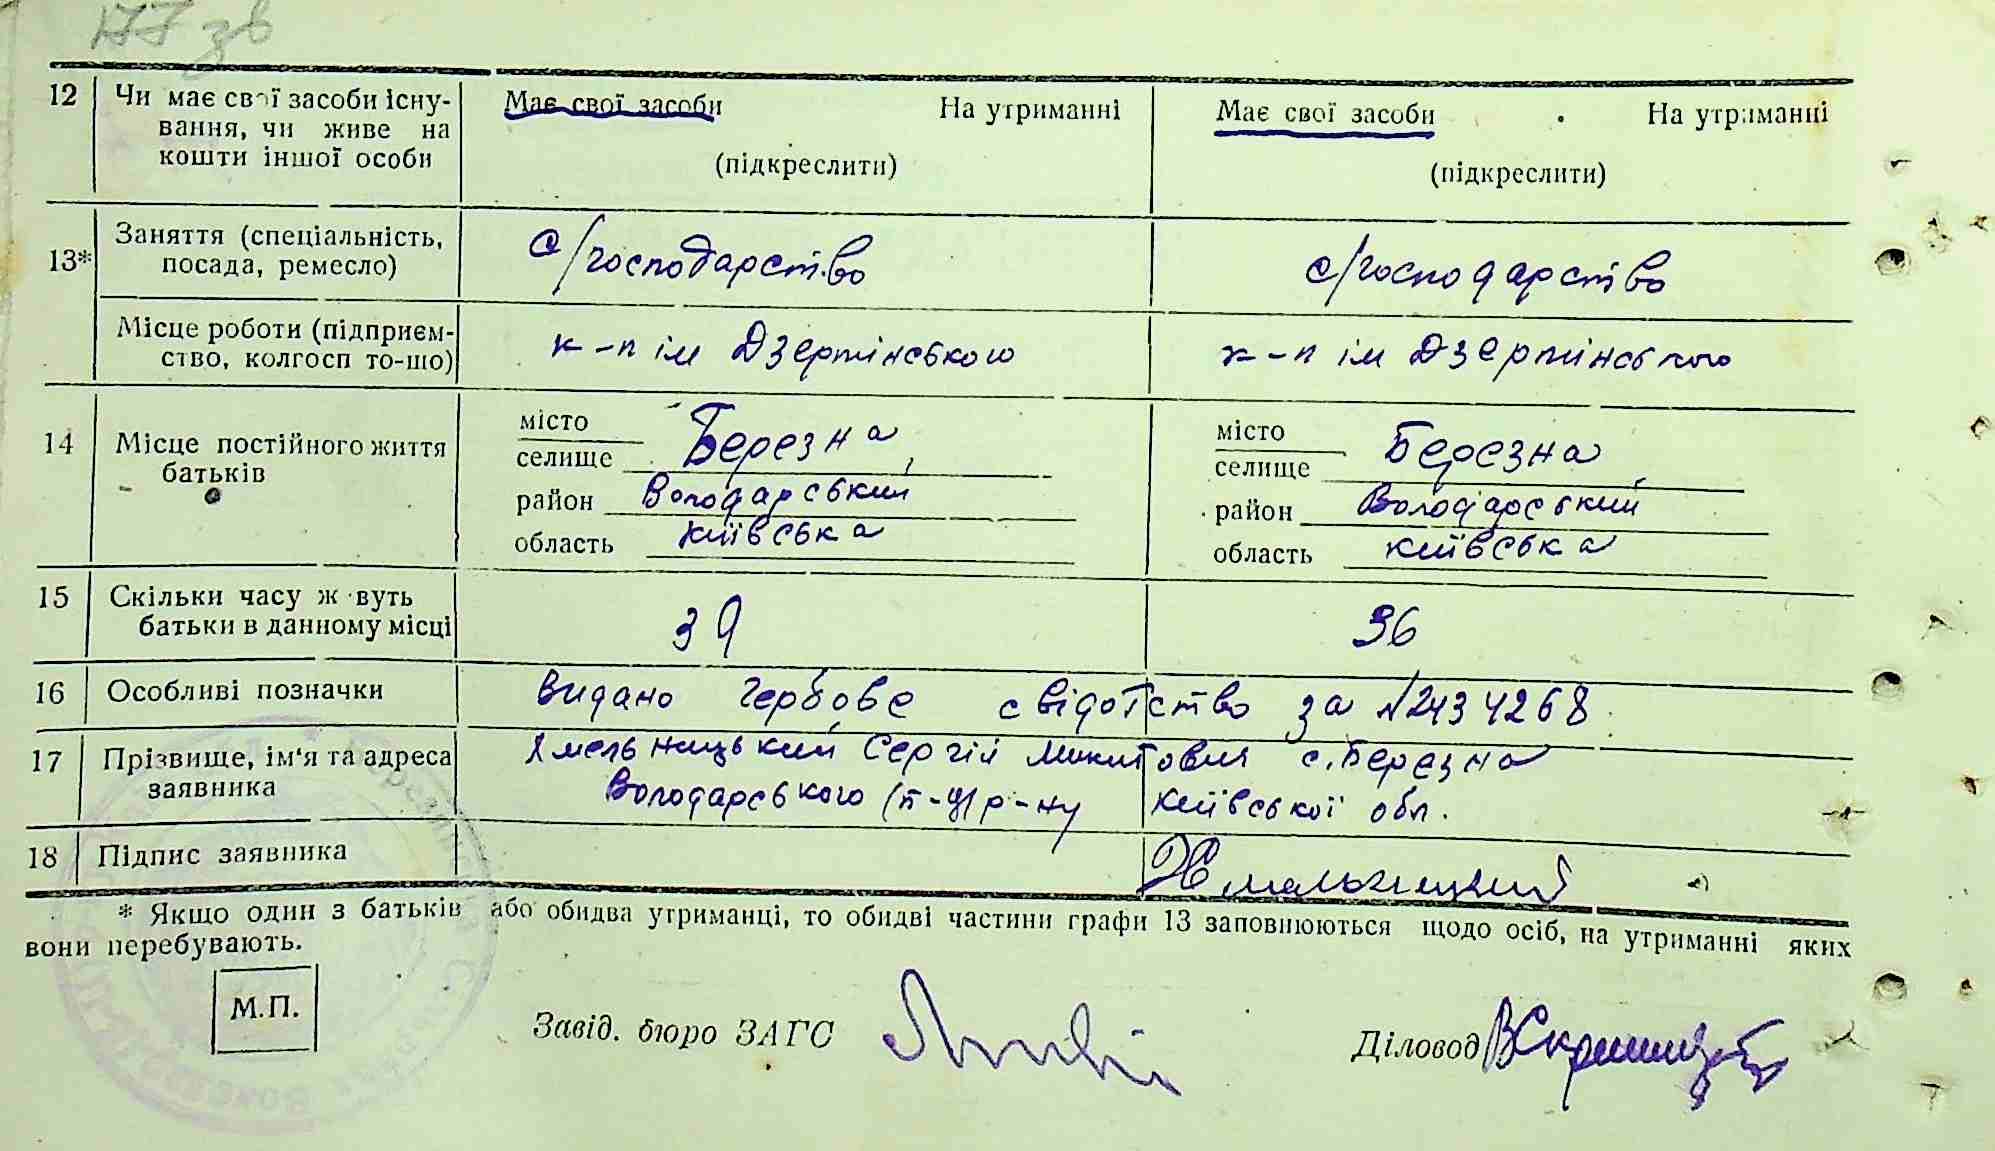 177 зв
12 Чи має свої засоби існу- Має свої засоби На утриманні Має свої засоби На утриманні
вання, чи живе на
кошти іншої особи (підкреслити) (підкреслити)
13* Заняття (спеціальність, с/господарство с/господарство
посада, ремесло)
Місце роботи (підприєм- к-п ім Дзержінського к-п ім Дзержінського
ство, колгосп то-що)
14 Місце постійного життя місто Березна місто Березна
батьків селище селище
район Володарський район Володарський
область Київська область Київська
15 Скільки часу ж вуть 39 36
батьки в данному місці
16 Особливі позначки Видано гербове свідотство за №2434268
17 Прізвище, ім'я та адреса Хмельницький Сергій Микитович с. Березна
заявника Володарського р-ну Київської обл.
18 Підпис заявника Хмельницкий
* Якщо один з батьків або обидва утриманці, то обидві частини графи 13 заповнюються щодо осіб, на утриманні яких
вони перебувають.
М.П.
Завід. бюро ЗАГС Діловод